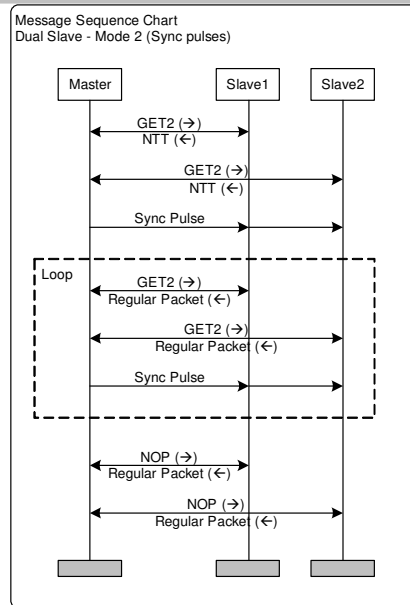 Message Sequence Chart
Dual Slave - Mode 2 (Sync pulses)
Master Slave1 Slave2
GET2 (→)
NTT (←)
GET2 (→)
NTT (←)
Sync Pulse
Loop
GET2 (→)
Regular Packet (←)
GET2 (→)
Regular Packet (←)
Sync Pulse
NOP (→)
Regular Packet (←)
NOP (→)
Regular Packet (←)